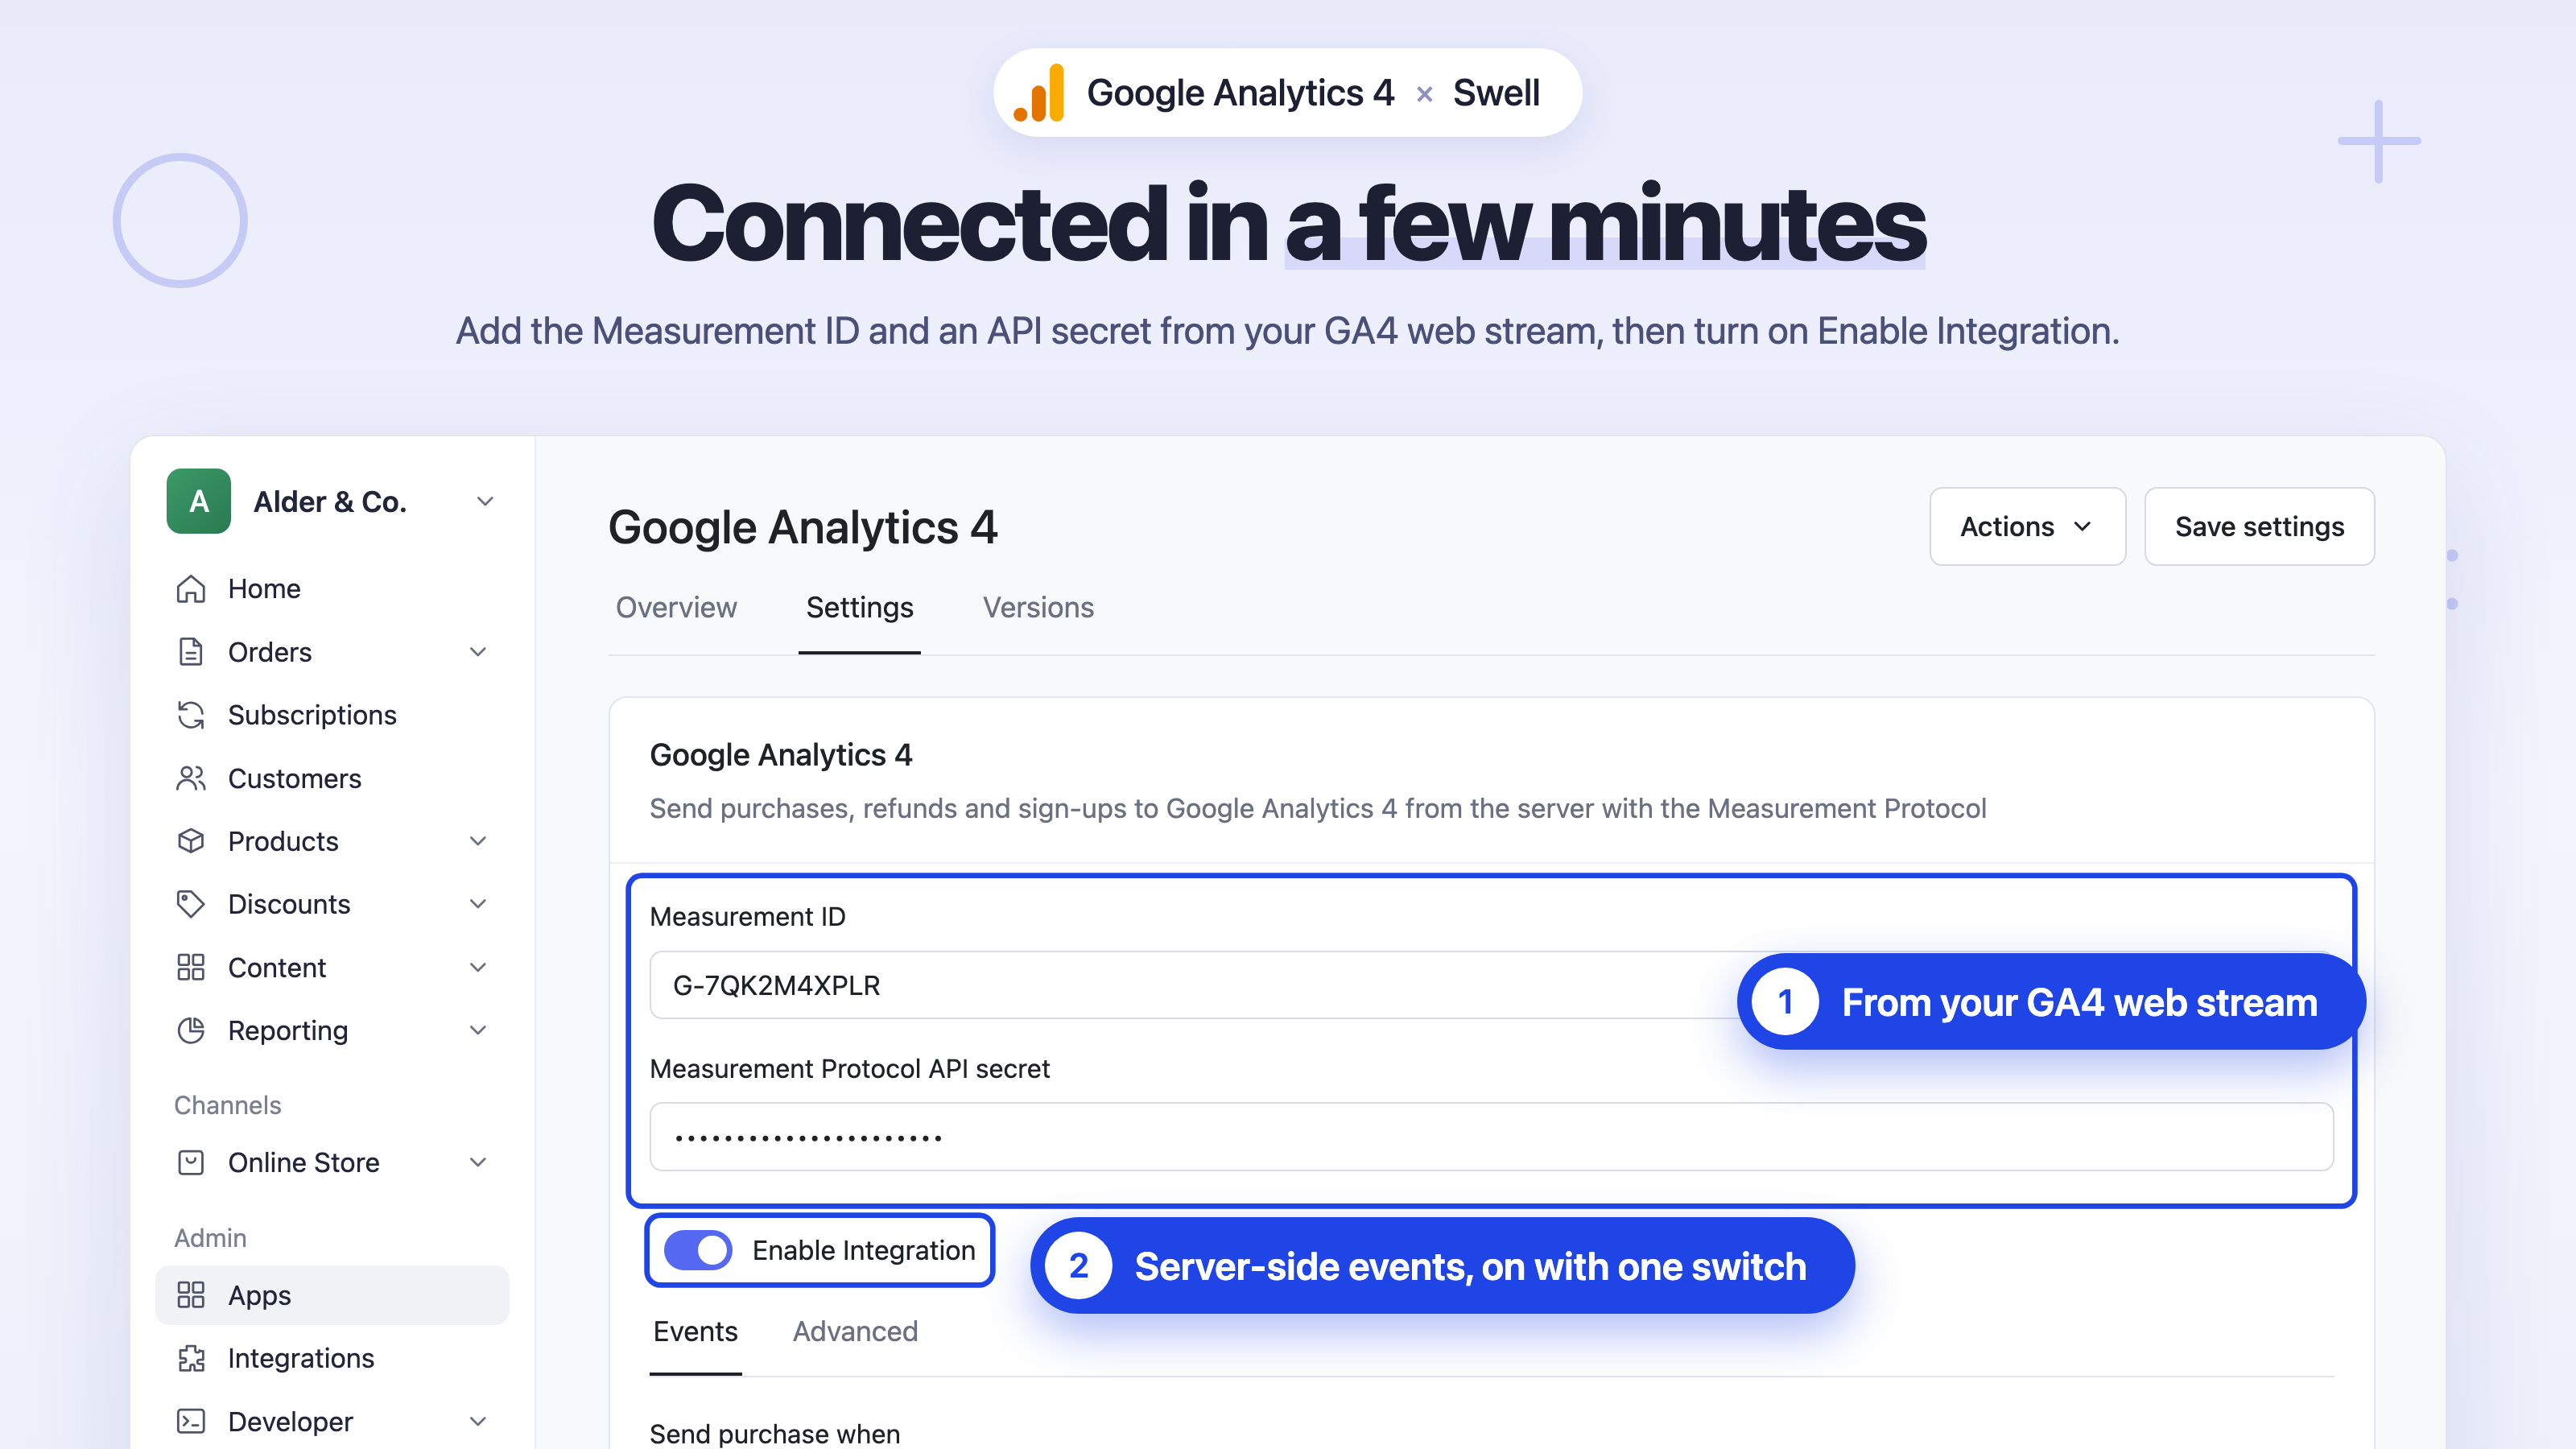 Google Analytics 4 × Swell
Connected in a few minutes
Add the Measurement ID and an API secret from your GA4 web stream, then turn on Enable Integration.
A
Alder & Co.
Home
Orders
Subscriptions
Customers
Products
Discounts
Content
Reporting
Channels
Online Store
Admin
Apps
Integrations
Developer
Google Analytics 4
Actions
Save settings
Overview
Settings
Versions
Google Analytics 4
Send purchases, refunds and sign-ups to Google Analytics 4 from the server with the Measurement Protocol
Measurement ID
G-7QK2M4XPLR
1 From your GA4 web stream
Measurement Protocol API secret
••••••••••••••••••••••
Enable Integration
2 Server-side events, on with one switch
Events
Advanced
Send purchase when